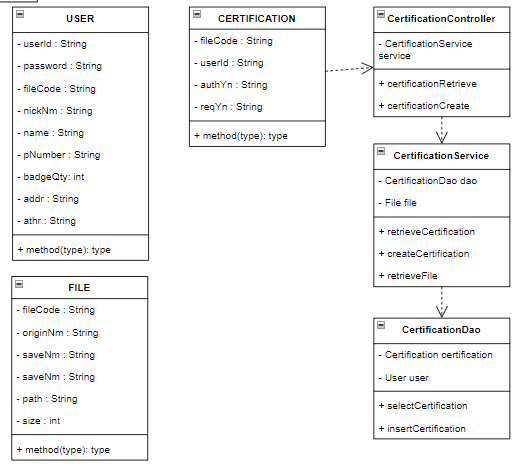 USER
- userId : String
- password : String
- fileCode : String
- nickNm : String
- name : String
- pNumber : String
- badgeQty: int
- addr : String
- athr : String
+ method(type): type
FILE
- fileCode : String
- originNm : String
- saveNm : String
- saveNm : String
- path : String
- size : int
+ method(type): type
CERTIFICATION
- fileCode : String
- userId : String
- authYn : String
- reqYn : String
+ method(type): type
CertificationController
- CertificationService
service
+ certificationRetrieve
+ certificationCreate
CertificationService
- CertificationDao dao
- File file
+ retrieveCertification
+ createCertification
+ retrieveFile
CertificationDao
- Certification certification
- User user
+ selectCertification
+ insertCertification